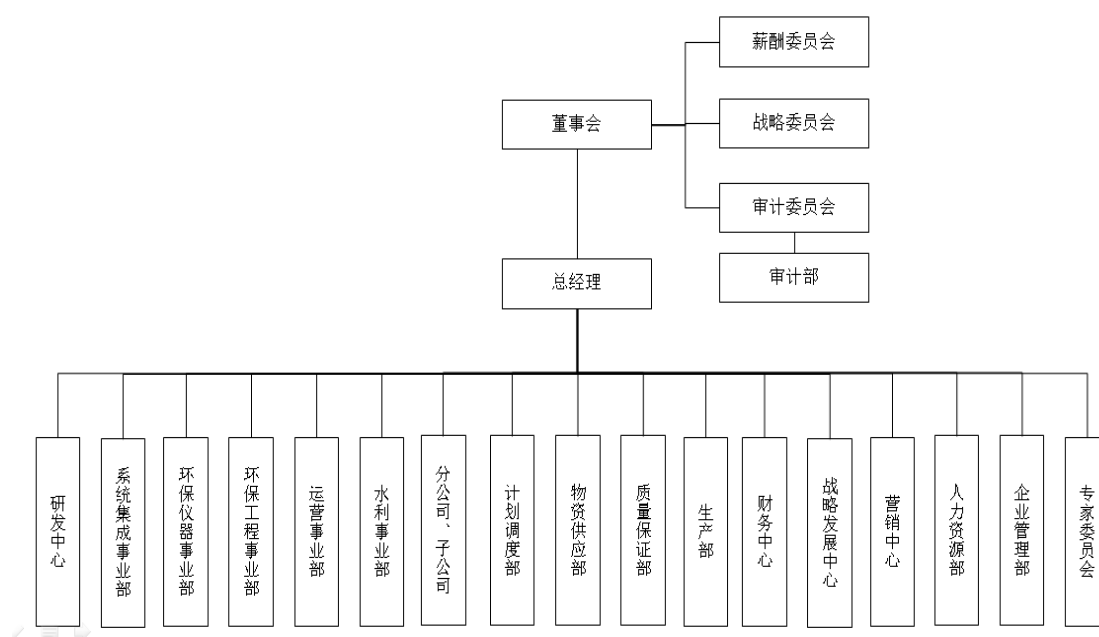 薪酬委员会
董事会
战略委员会
审计委员会
总经理
审计部
研发中心
系统集成事业部
环保仪器事业部
环保工程事业部
运营事业部
水利事业部
分公司、子公司
计划调度部
物资供应部
质量保证部
生产部
财务中心
战略发展中心
营销中心
人力资源部
企业管理部
专家委员会